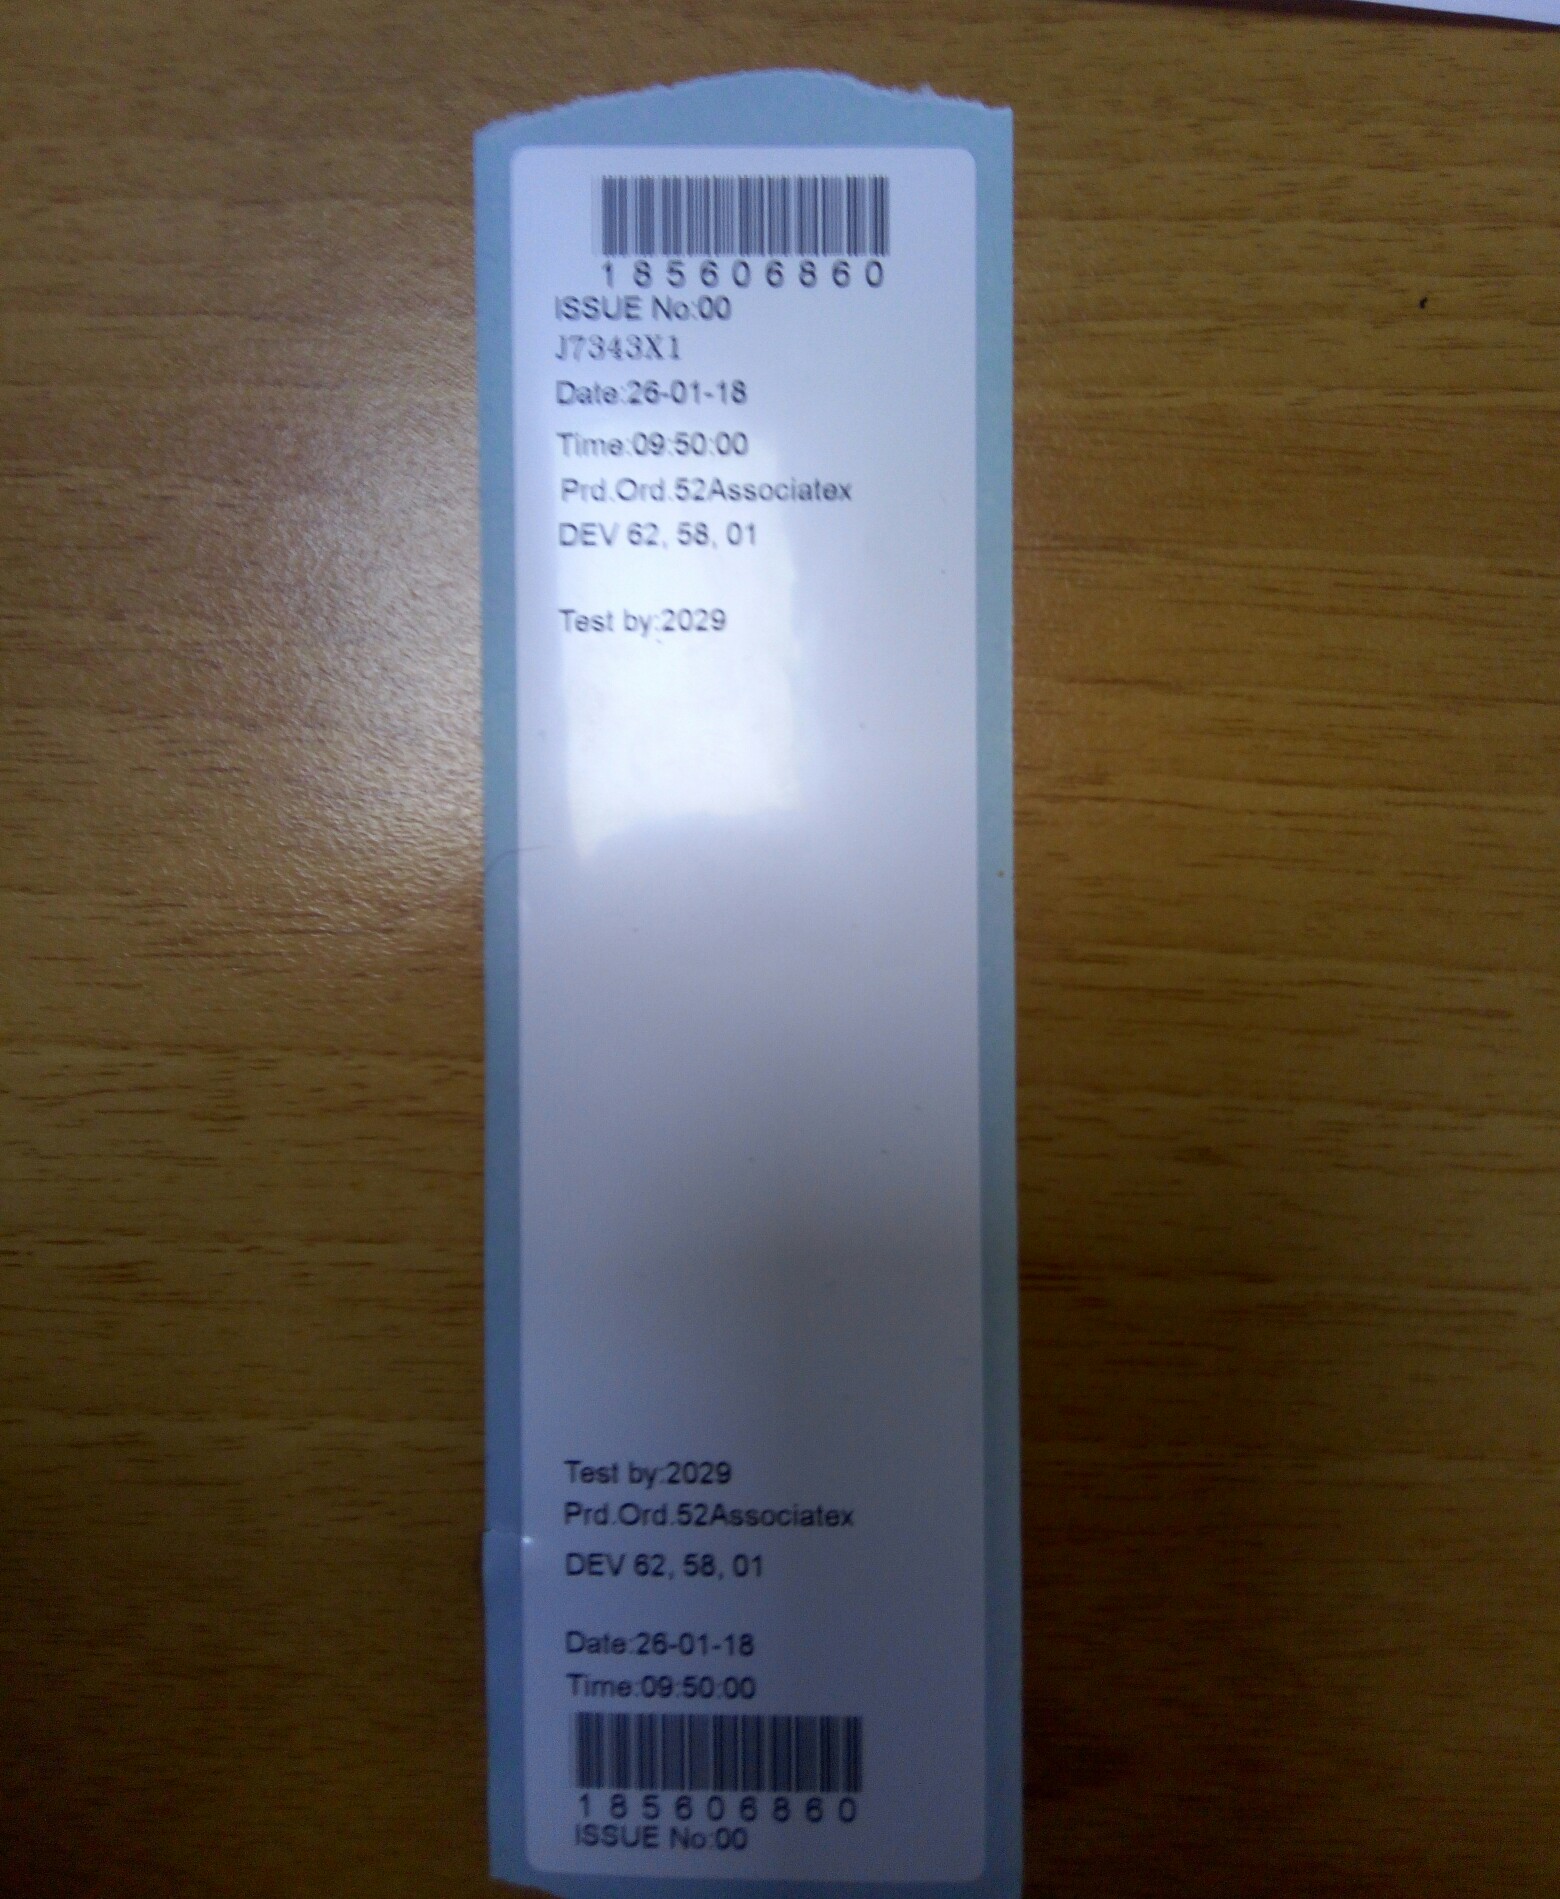 185606860
ISSUE No:00
J7343X1
Date:26-01-18
Time:09:50:00
Prd.Ord.52Associatex
DEV 62, 58, 01
Test by:2029
Test by:2029
Prd.Ord.52Associatex
DEV 62, 58, 01
Date:26-01-18
Time:09:50:00
185606860
ISSUE No:00